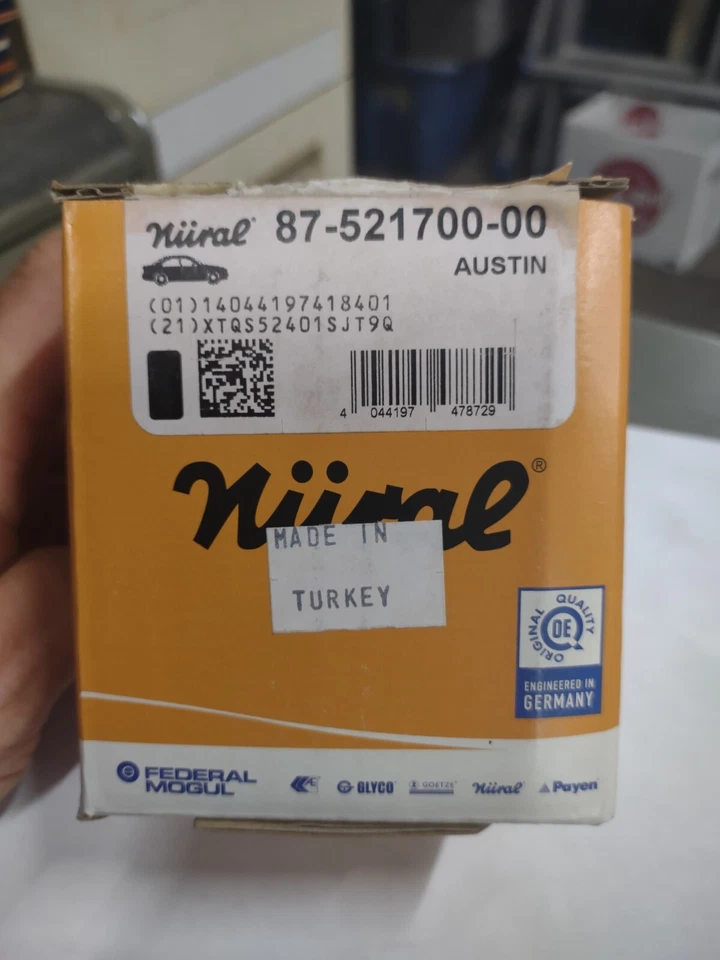 Nüral® 87-521700-00
AUSTIN
(01)14044197418401
(21)XTQS52401SJT9Q
4 044197 478729
Nüral®
MADE IN
TURKEY
ORIGINAL QUALITY
OE
ENGINEERED IN
GERMANY
FEDERAL
MOGUL
AE GLYCO® GOETZE® Nüral® Payen®